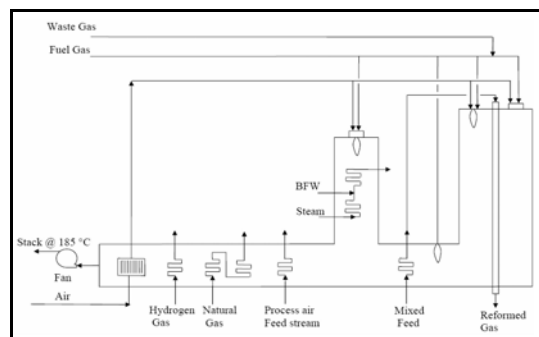 Waste Gas
Fuel Gas
BFW
Steam
Stack @ 185 °C
Fan
Air
Hydrogen
Gas
Natural
Gas
Process air
Feed stream
Mixed
Feed
Reformed
Gas